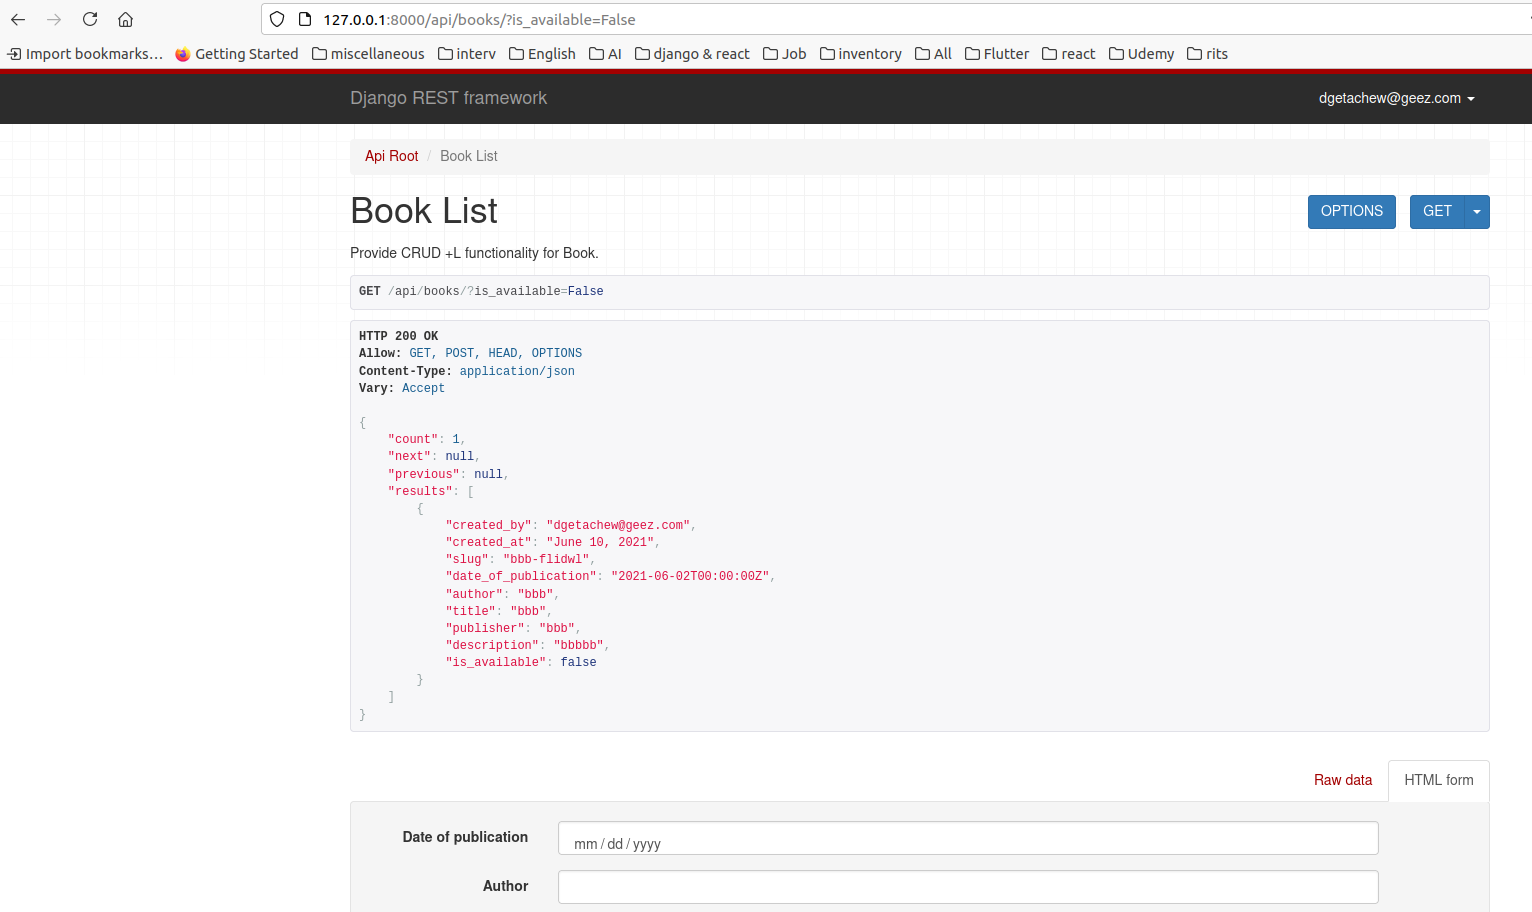 127.0.0.1:8000/api/books/?is_available=False
Import bookmarks… Getting Started miscellaneous interv English AI django & react Job inventory All Flutter react Udemy rits
Django REST framework dgetachew@geez.com
Api Root / Book List
Book List OPTIONS GET
Provide CRUD +L functionality for Book.
GET /api/books/?is_available=False
HTTP 200 OK
Allow: GET, POST, HEAD, OPTIONS
Content-Type: application/json
Vary: Accept
{
"count": 1,
"next": null,
"previous": null,
"results": [
{
"created_by": "dgetachew@geez.com",
"created_at": "June 10, 2021",
"slug": "bbb-flidwl",
"date_of_publication": "2021-06-02T00:00:00Z",
"author": "bbb",
"title": "bbb",
"publisher": "bbb",
"description": "bbbbb",
"is_available": false
}
]
}
Raw data HTML form
Date of publication mm / dd / yyyy
Author